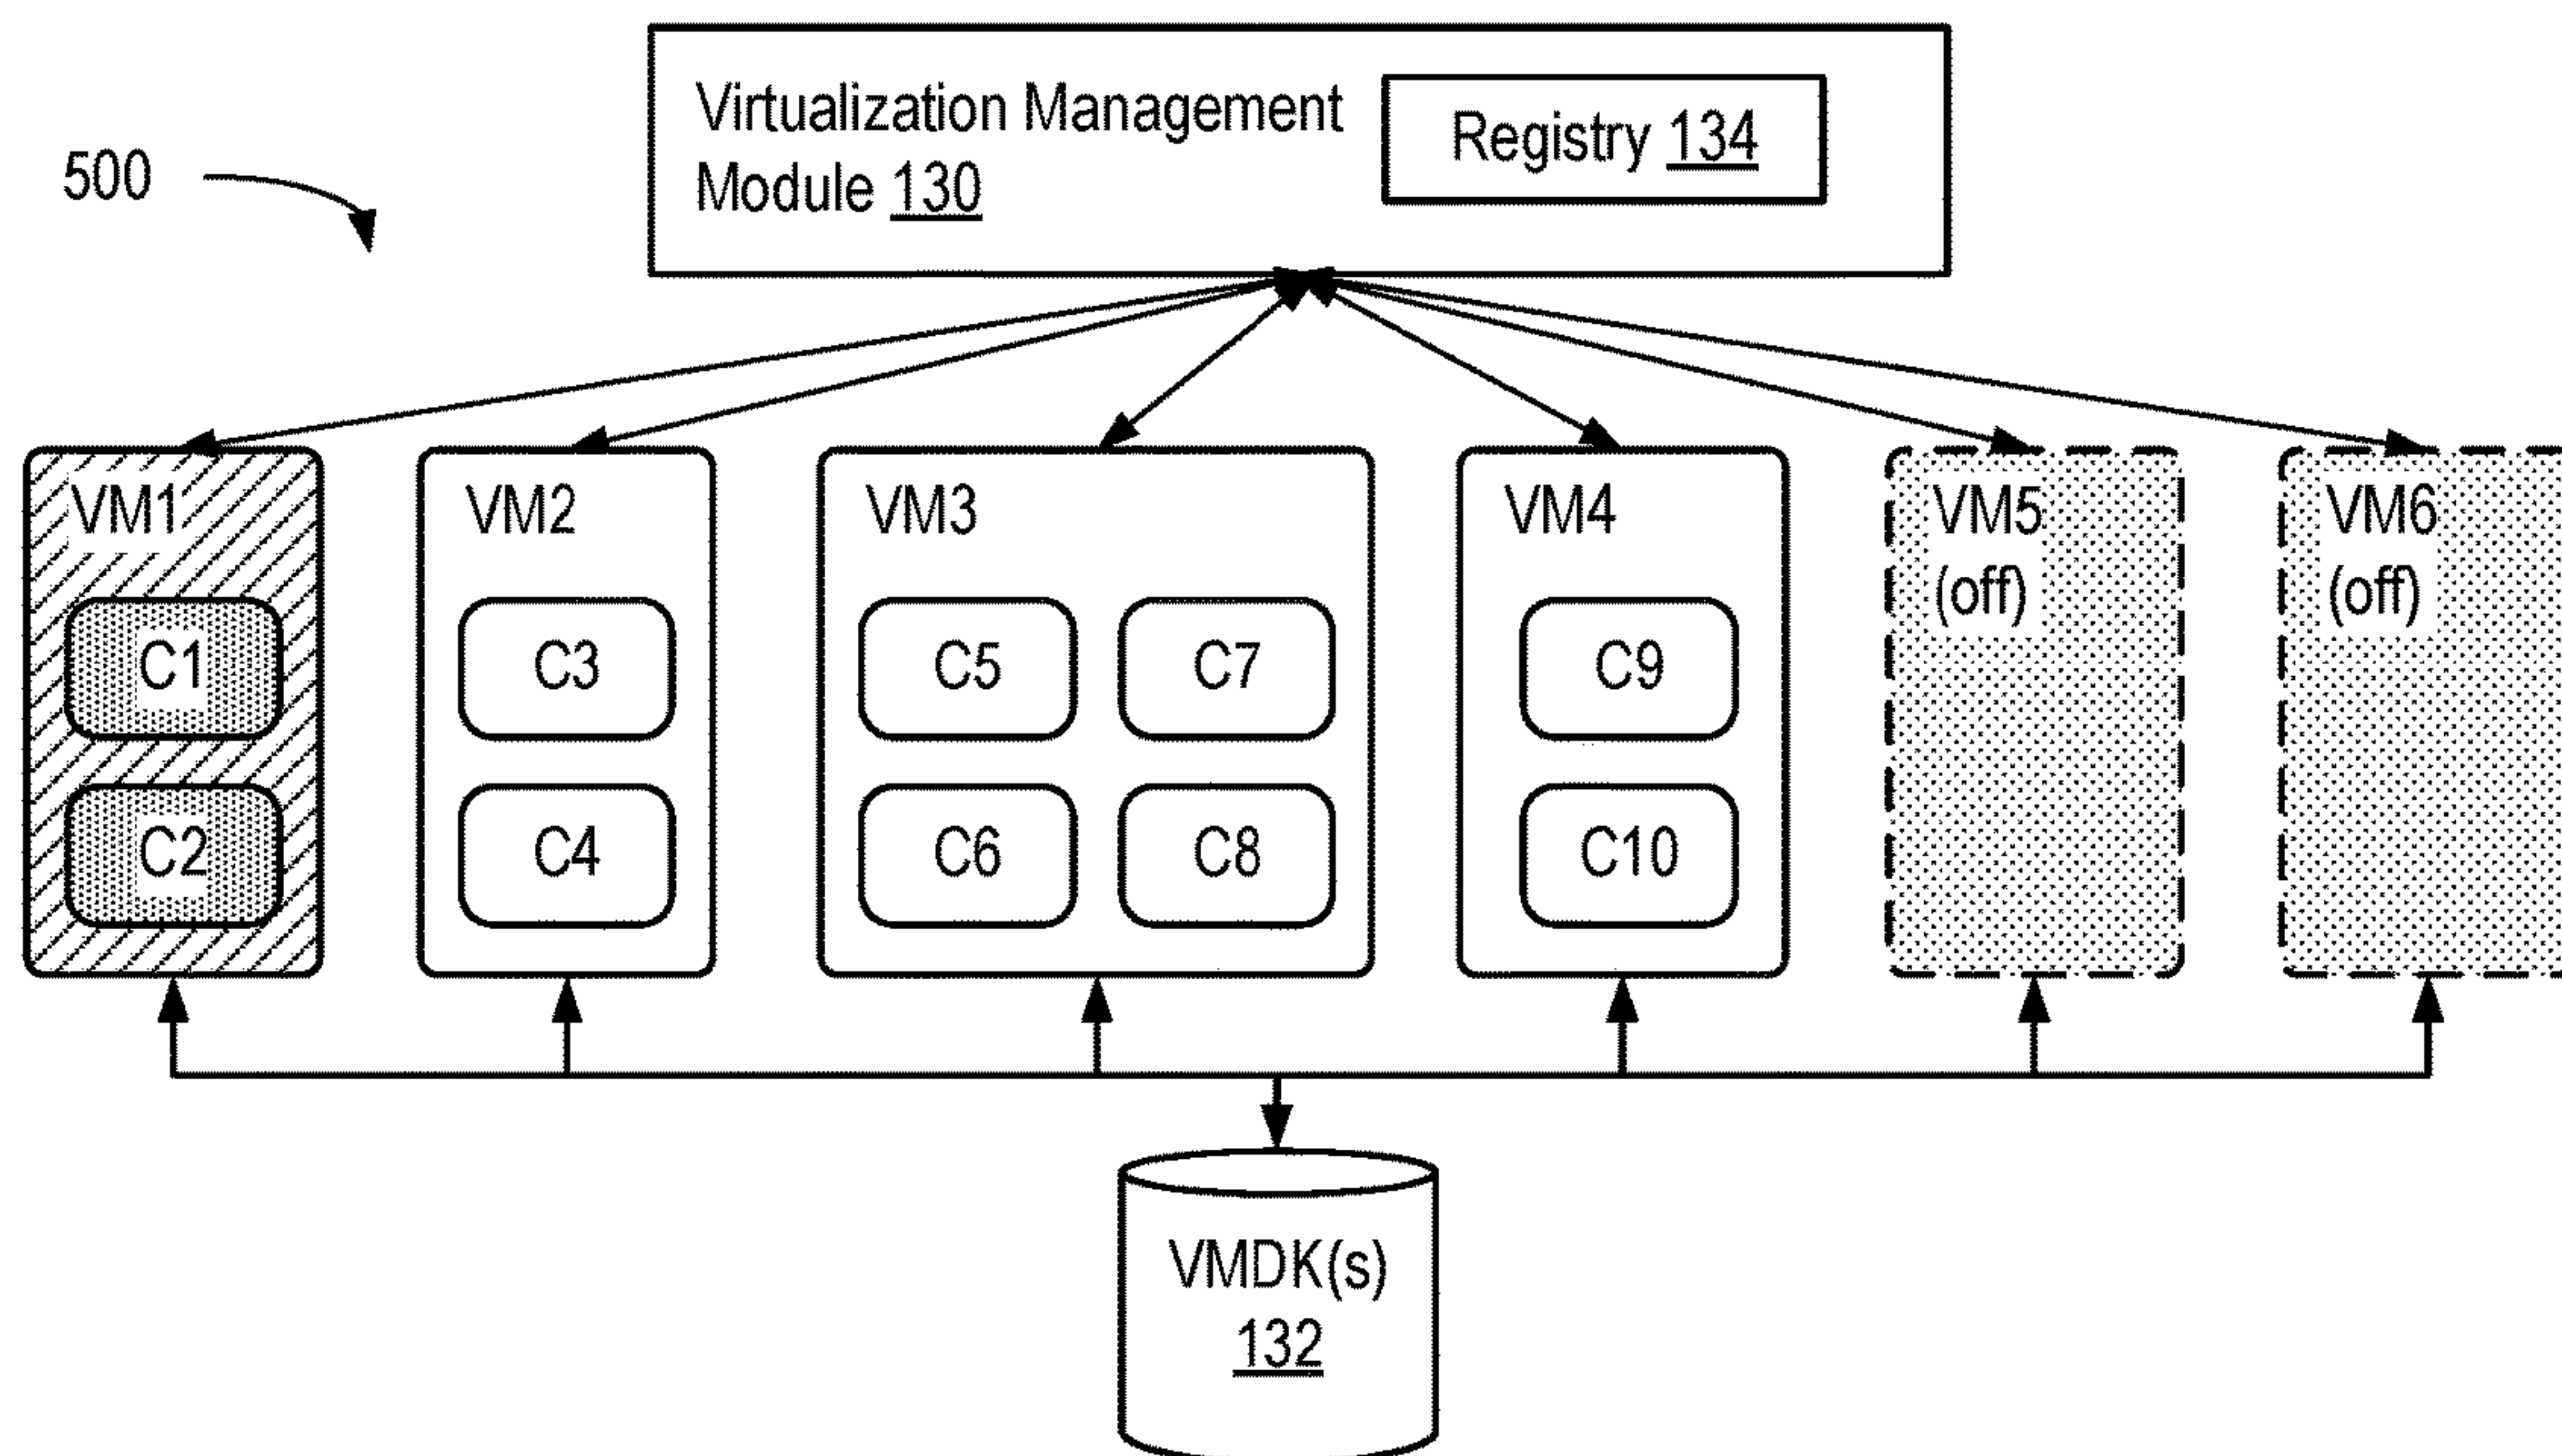 Virtualization Management
Module 130
Registry 134
500
VM1
VM2
VM3
VM4
VM5
(off)
VM6
(off)
C1
C3
C5
C7
C9
C2
C4
C6
C8
C10
VMDK(s)
132